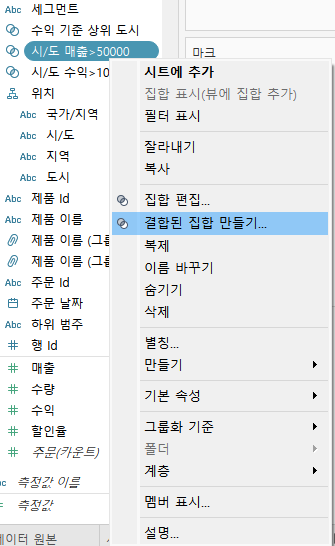 Abc 세그먼트
수익 기준 상위 도시
시/도 매출>50000
시/도 수익>10
위치
Abc 국가/지역
Abc 시/도
Abc 지역
Abc 도시
Abc 제품 Id
Abc 제품 이름
제품 이름 (그룹
제품 이름 (그
Abc 주문 Id
주문 날짜
Abc 하위 범주
# 행 Id
# 매출
# 수량
# 수익
# 할인율
# 주문(카운트)
Abc 측정값 이름
# 측정값
데이터 원본
마크
시트에 추가
집합 표시(뷰에 집합 추가)
필터 표시
잘라내기
복사
집합 편집...
결합된 집합 만들기...
복제
이름 바꾸기
숨기기
삭제
별칭...
만들기
기본 속성
그룹화 기준
폴더
계층
멤버 표시...
설명...